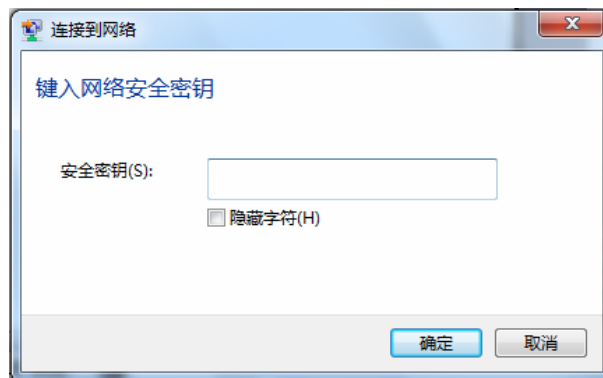 连接到网络
键入网络安全密钥
安全密钥(S):
隐藏字符(H)
确定
取消